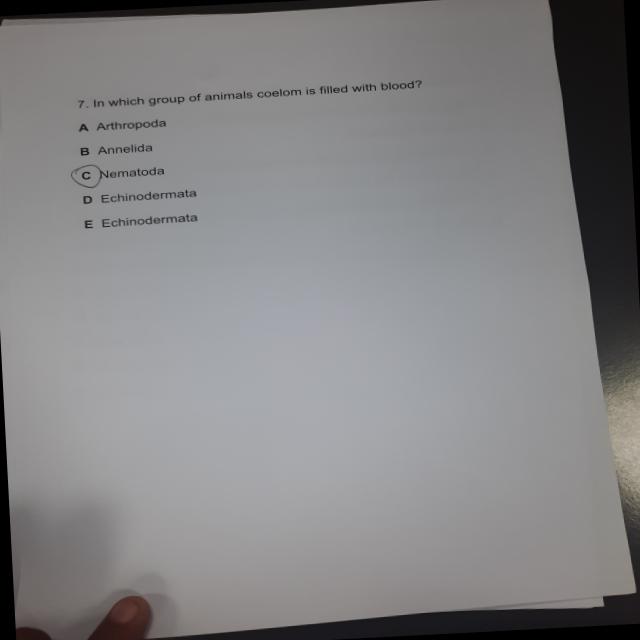 7. In which group of animals coelom is filled with blood?
A Arthropoda
B Annelida
C Nematoda
D Echinodermata
E Echinodermata